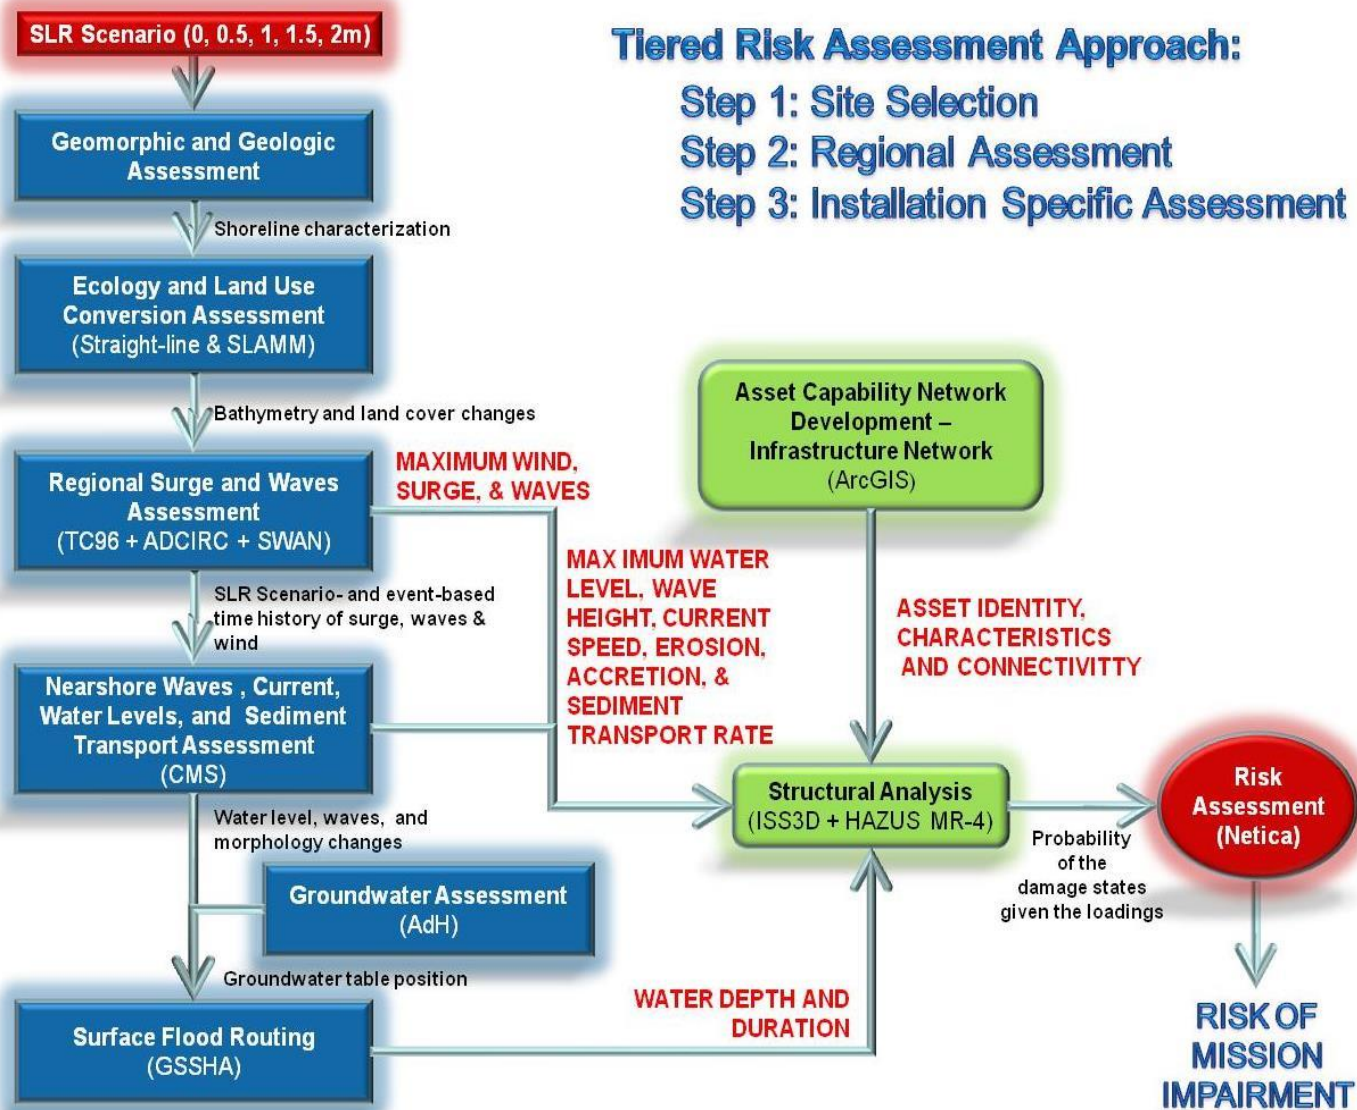 SLR Scenario (0, 0.5, 1, 1.5, 2m)
Tiered Risk Assessment Approach:
Step 1: Site Selection
Step 2: Regional Assessment
Step 3: Installation Specific Assessment
Geomorphic and Geologic
Assessment
Shoreline characterization
Ecology and Land Use
Conversion Assessment
(Straight-line & SLAMM)
Bathymetry and land cover changes
Regional Surge and Waves
Assessment
(TC96 + ADCIRC + SWAN)
MAXIMUM WIND,
SURGE, & WAVES
SLR Scenario- and event-based
time history of surge, waves &
wind
Nearshore Waves , Current,
Water Levels, and Sediment
Transport Assessment
(CMS)
MAX IMUM WATER
LEVEL, WAVE
HEIGHT, CURRENT
SPEED, EROSION,
ACCRETION, &
SEDIMENT
TRANSPORT RATE
Water level, waves, and
morphology changes
Groundwater Assessment
(AdH)
Groundwater table position
Surface Flood Routing
(GSSHA)
WATER DEPTH AND
DURATION
Asset Capability Network
Development –
Infrastructure Network
(ArcGIS)
ASSET IDENTITY,
CHARACTERISTICS
AND CONNECTIVITTY
Structural Analysis
(ISS3D + HAZUS MR-4)
Probability
of the
damage states
given the loadings
Risk
Assessment
(Netica)
RISK OF
MISSION
IMPAIRMENT